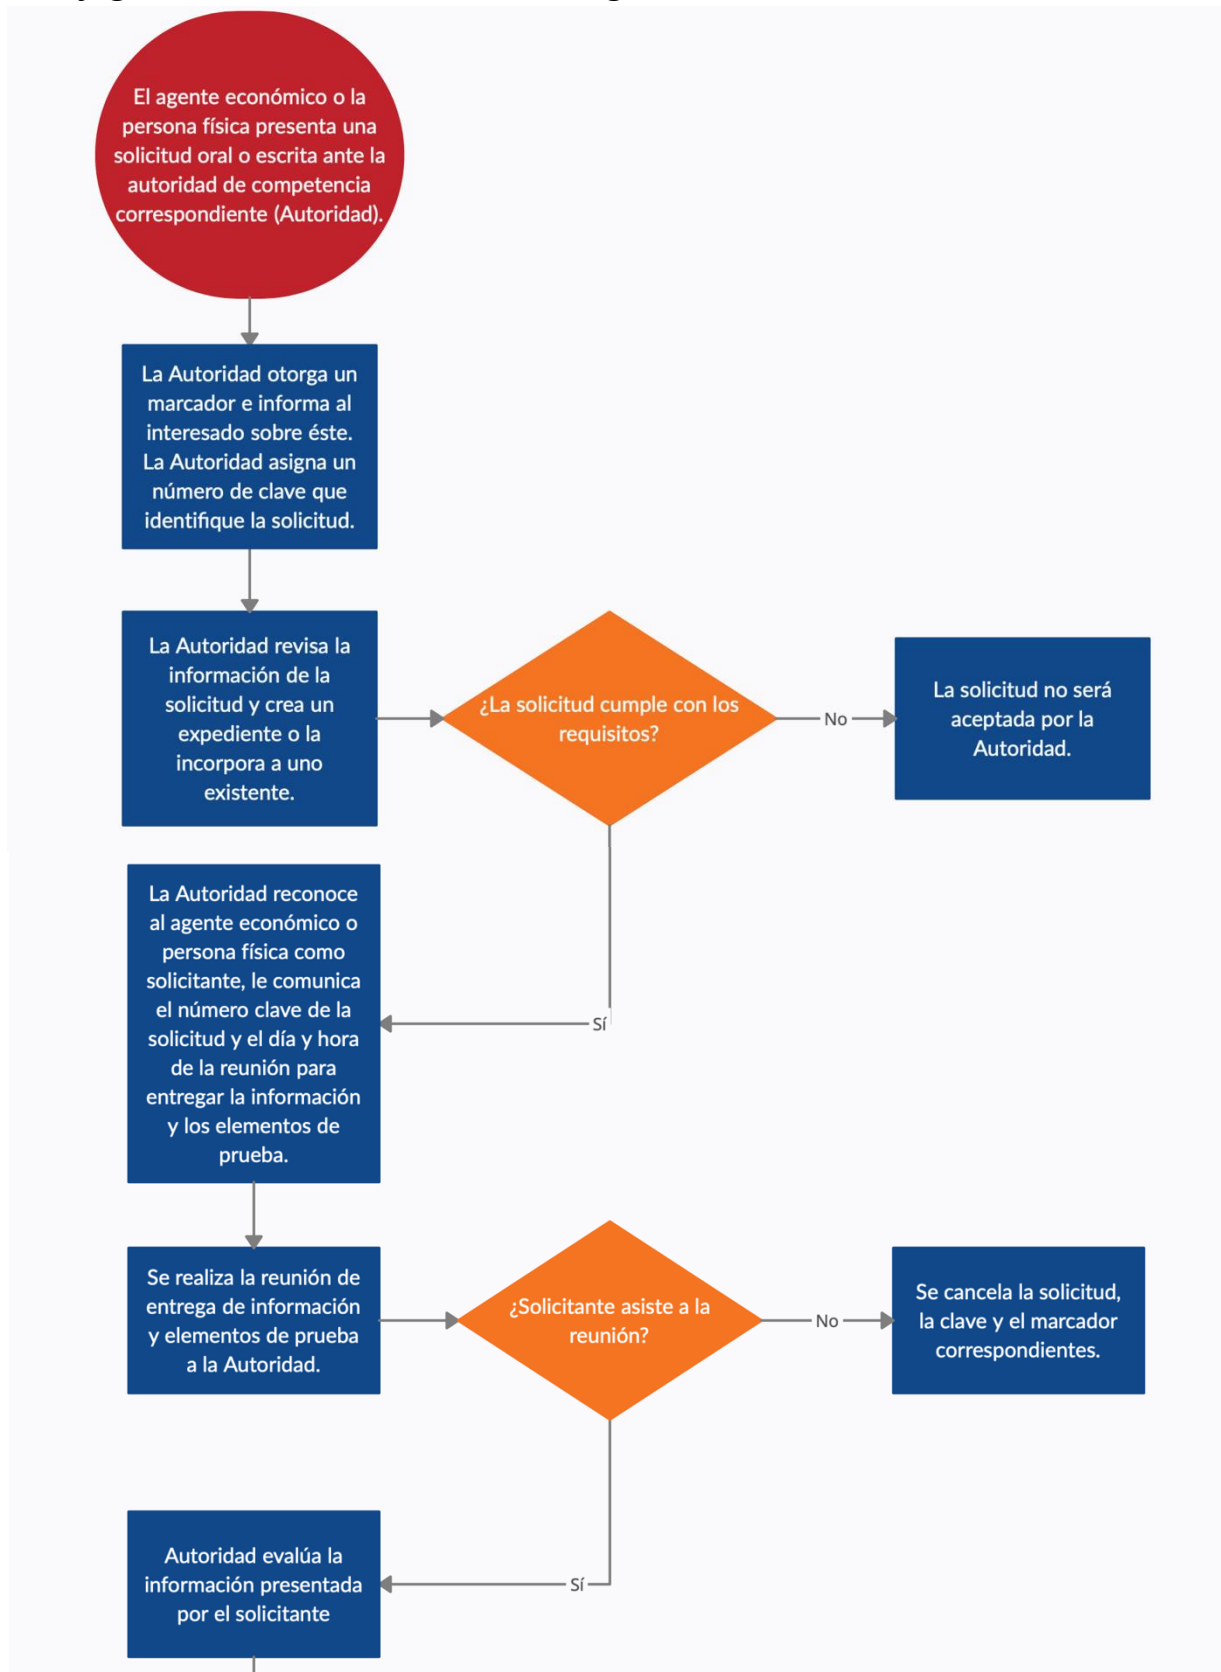 El agente económico o la
persona física presenta una
solicitud oral o escrita ante la
autoridad de competencia
correspondiente (Autoridad).
La Autoridad otorga un
marcador e informa al
interesado sobre éste.
La Autoridad asigna un
número de clave que
identifique la solicitud.
La Autoridad revisa la
información de la
solicitud y crea un
expediente o la
incorpora a uno
existente.
¿La solicitud cumple con los
requisitos?
No
La solicitud no será
aceptada por la
Autoridad.
Sí
La Autoridad reconoce
al agente económico o
persona física como
solicitante, le comunica
el número clave de la
solicitud y el día y hora
de la reunión para
entregar la información
y los elementos de
prueba.
Se realiza la reunión de
entrega de información
y elementos de prueba
a la Autoridad.
¿Solicitante asiste a la
reunión?
No
Se cancela la solicitud,
la clave y el marcador
correspondientes.
Sí
Autoridad evalúa la
información presentada
por el solicitante